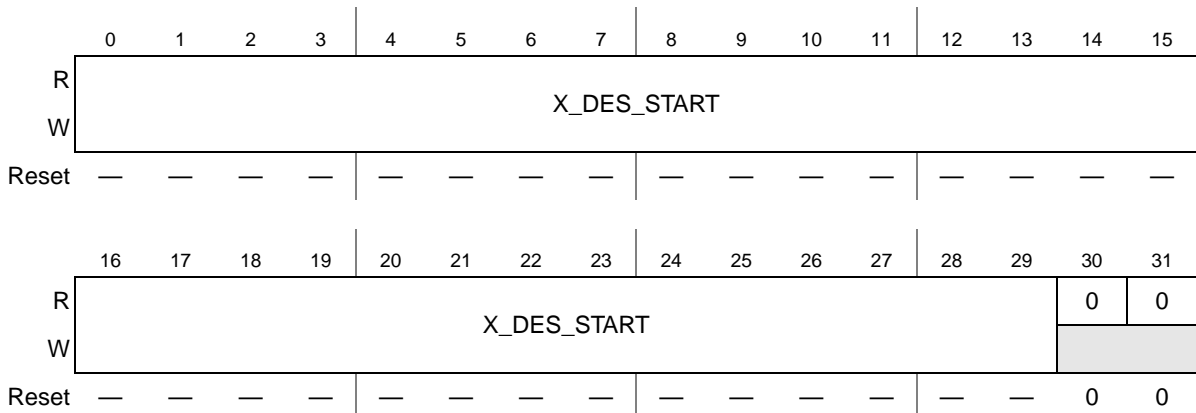 0 1 2 3 4 5 6 7 8 9 10 11 12 13 14 15
R
X_DES_START
W
Reset — — — — — — — — — — — — — — — —
16 17 18 19 20 21 22 23 24 25 26 27 28 29 30 31
R 0 0
X_DES_START
W
Reset — — — — — — — — — — — — — — 0 0